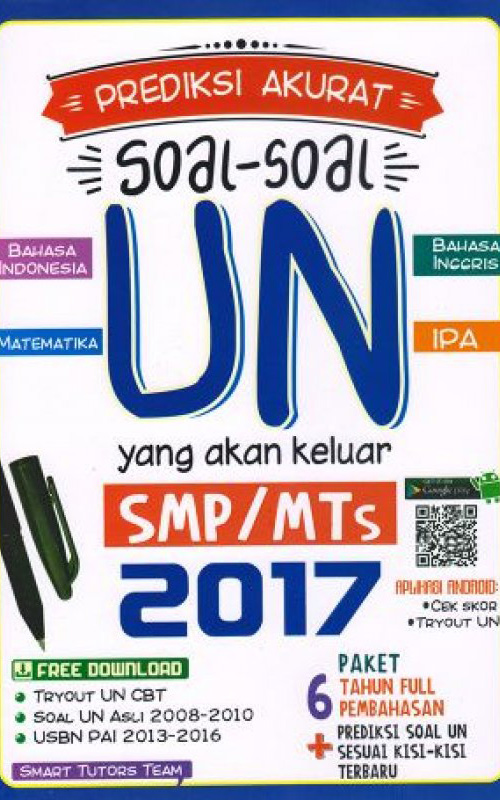 PREDIKSI AKURAT
Soal-Soal
UN
BAHASA
INDONESIA
BAHASA
INGGRIS
MATEMATIKA
IPA
yang akan keluar
SMP/MTs
2017
Google play
APLIKASI ANDROID:
•CEK SKOR
•TRYOUT UN
FREE DOWNLOAD
TRYOUT UN CBT
SOAL UN ASLI 2008-2010
USBN PAI 2013-2016
SMART TUTORS TEAM
6
PAKET
TAHUN FULL
PEMBAHASAN
+
PREDIKSI SOAL UN
SESUAI KISI-KISI
TERBARU